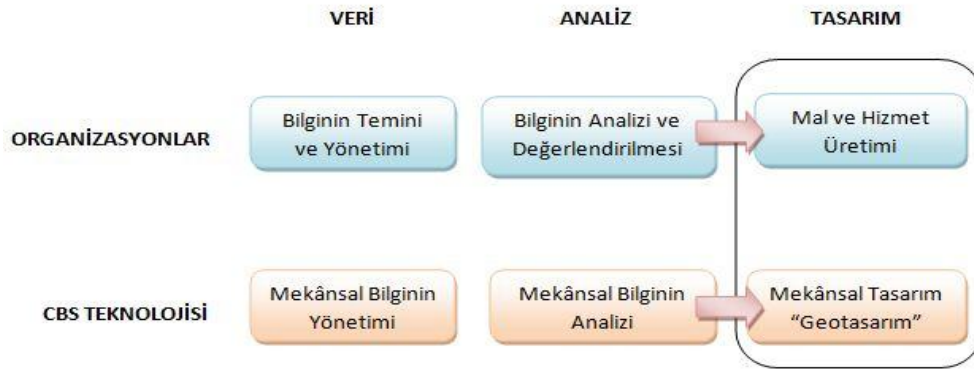 VERİ ANALİZ TASARIM
ORGANİZASYONLAR
Bilginin Temini
ve Yönetimi
Bilginin Analizi ve
Değerlendirilmesi
Mal ve Hizmet
Üretimi
CBS TEKNOLOJİSİ
Mekânsal Bilginin
Yönetimi
Mekânsal Bilginin
Analizi
Mekânsal Tasarım
“Geotasarım”